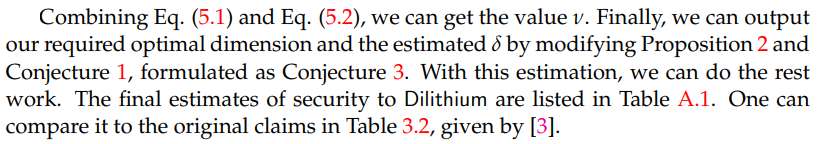 Combining Eq. (5.1) and Eq. (5.2), we can get the value ν. Finally, we can output
our required optimal dimension and the estimated δ by modifying Proposition 2 and
Conjecture 1, formulated as Conjecture 3. With this estimation, we can do the rest
work. The final estimates of security to Dilithium are listed in Table A.1. One can
compare it to the original claims in Table 3.2, given by [3].